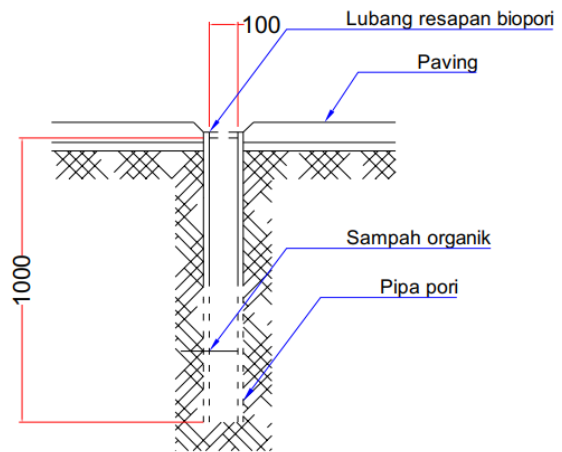 100
Lubang resapan biopori
Paving
1000
Sampah organik
Pipa pori